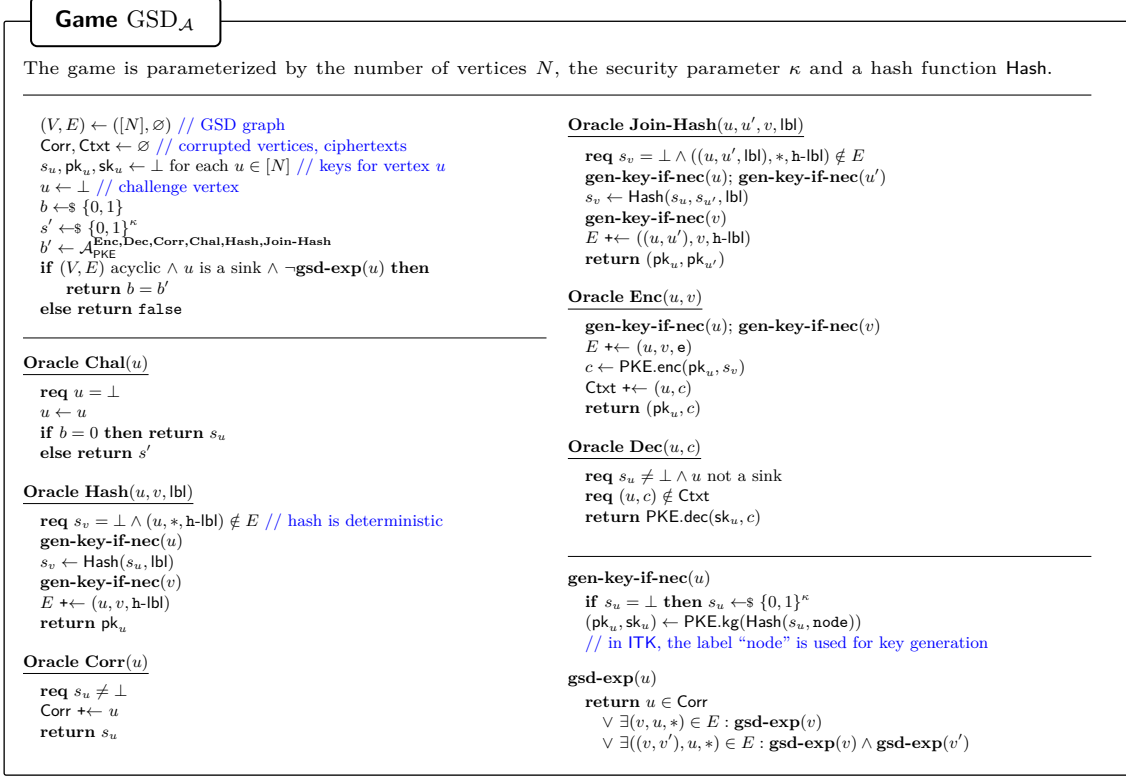 Game GSD_𝒜
The game is parameterized by the number of vertices N, the security parameter κ and a hash function Hash.
(V, E) ← ([N], ∅) // GSD graph
Corr, Ctxt ← ∅ // corrupted vertices, ciphertexts
s_u, pk_u, sk_u ← ⊥ for each u ∈ [N] // keys for vertex u
u ← ⊥ // challenge vertex
b ←$ {0, 1}
s′ ←$ {0, 1}^κ
b′ ← 𝒜_PKE^Enc,Dec,Corr,Chal,Hash,Join-Hash
if (V, E) acyclic ∧ u is a sink ∧ ¬gsd-exp(u) then
return b = b′
else return false
Oracle Chal(u)
req u = ⊥
u ← u
if b = 0 then return s_u
else return s′
Oracle Hash(u, v, lbl)
req s_v = ⊥ ∧ (u, ∗, h-lbl) ∉ E // hash is deterministic
gen-key-if-nec(u)
s_v ← Hash(s_u, lbl)
gen-key-if-nec(v)
E +← (u, v, h-lbl)
return pk_u
Oracle Corr(u)
req s_u ≠ ⊥
Corr +← u
return s_u
Oracle Join-Hash(u, u′, v, lbl)
req s_v = ⊥ ∧ ((u, u′, lbl), ∗, h-lbl) ∉ E
gen-key-if-nec(u); gen-key-if-nec(u′)
s_v ← Hash(s_u, s_u′, lbl)
gen-key-if-nec(v)
E +← ((u, u′), v, h-lbl)
return (pk_u, pk_u′)
Oracle Enc(u, v)
gen-key-if-nec(u); gen-key-if-nec(v)
E +← (u, v, e)
c ← PKE.enc(pk_u, s_v)
Ctxt +← (u, c)
return (pk_u, c)
Oracle Dec(u, c)
req s_u ≠ ⊥ ∧ u not a sink
req (u, c) ∉ Ctxt
return PKE.dec(sk_u, c)
gen-key-if-nec(u)
if s_u = ⊥ then s_u ←$ {0, 1}^κ
(pk_u, sk_u) ← PKE.kg(Hash(s_u, node))
// in ITK, the label “node” is used for key generation
gsd-exp(u)
return u ∈ Corr
∨ ∃(v, u, ∗) ∈ E : gsd-exp(v)
∨ ∃((v, v′), u, ∗) ∈ E : gsd-exp(v) ∧ gsd-exp(v′)